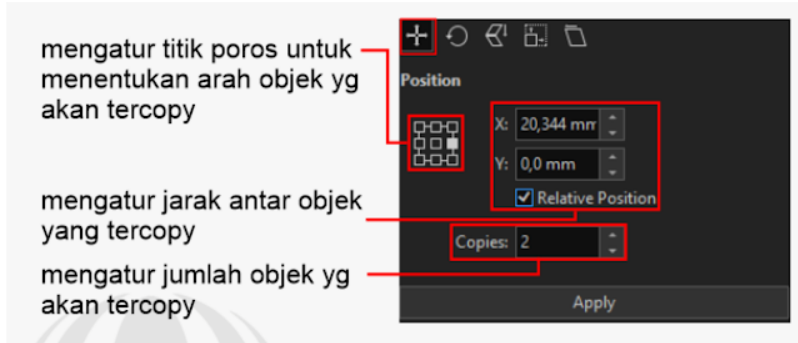 mengatur titik poros untuk
menentukan arah objek yg
akan tercopy
Position
X: 20,344 mm
Y: 0,0 mm
Relative Position
mengatur jarak antar objek
yang tercopy
Copies: 2
mengatur jumlah objek yg
akan tercopy
Apply